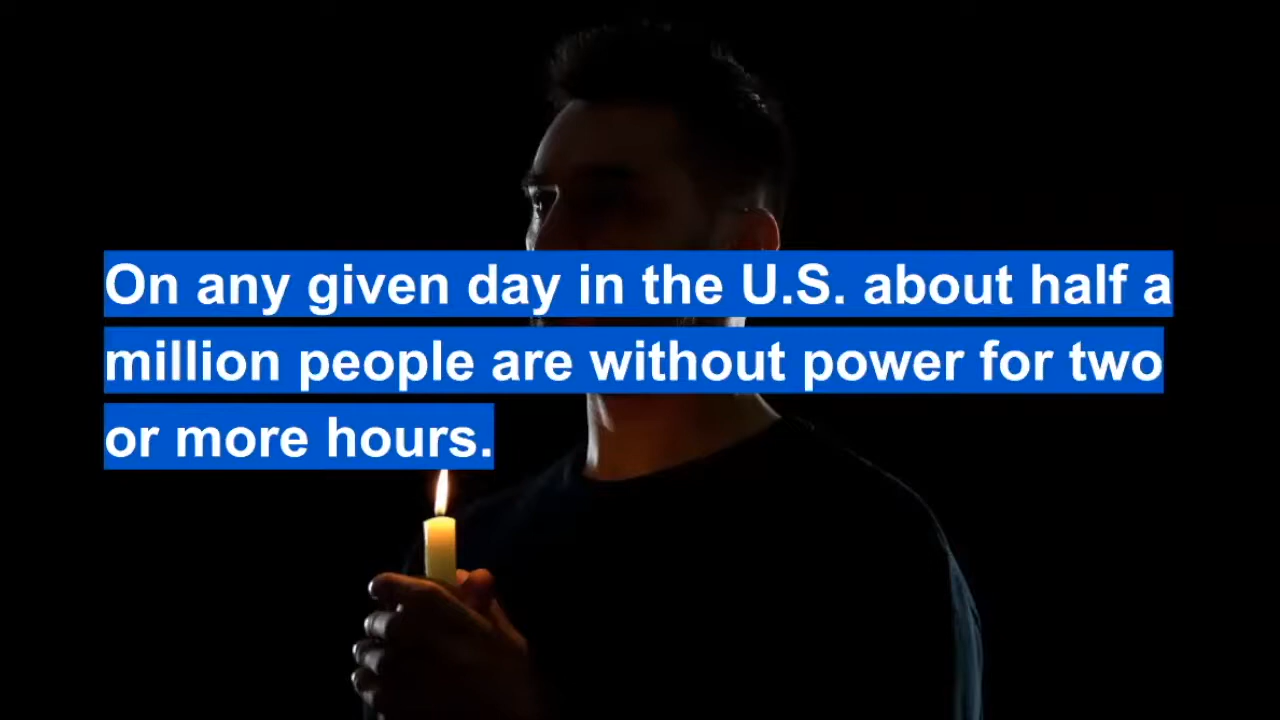 On any given day in the U.S. about half a
million people are without power for two
or more hours.